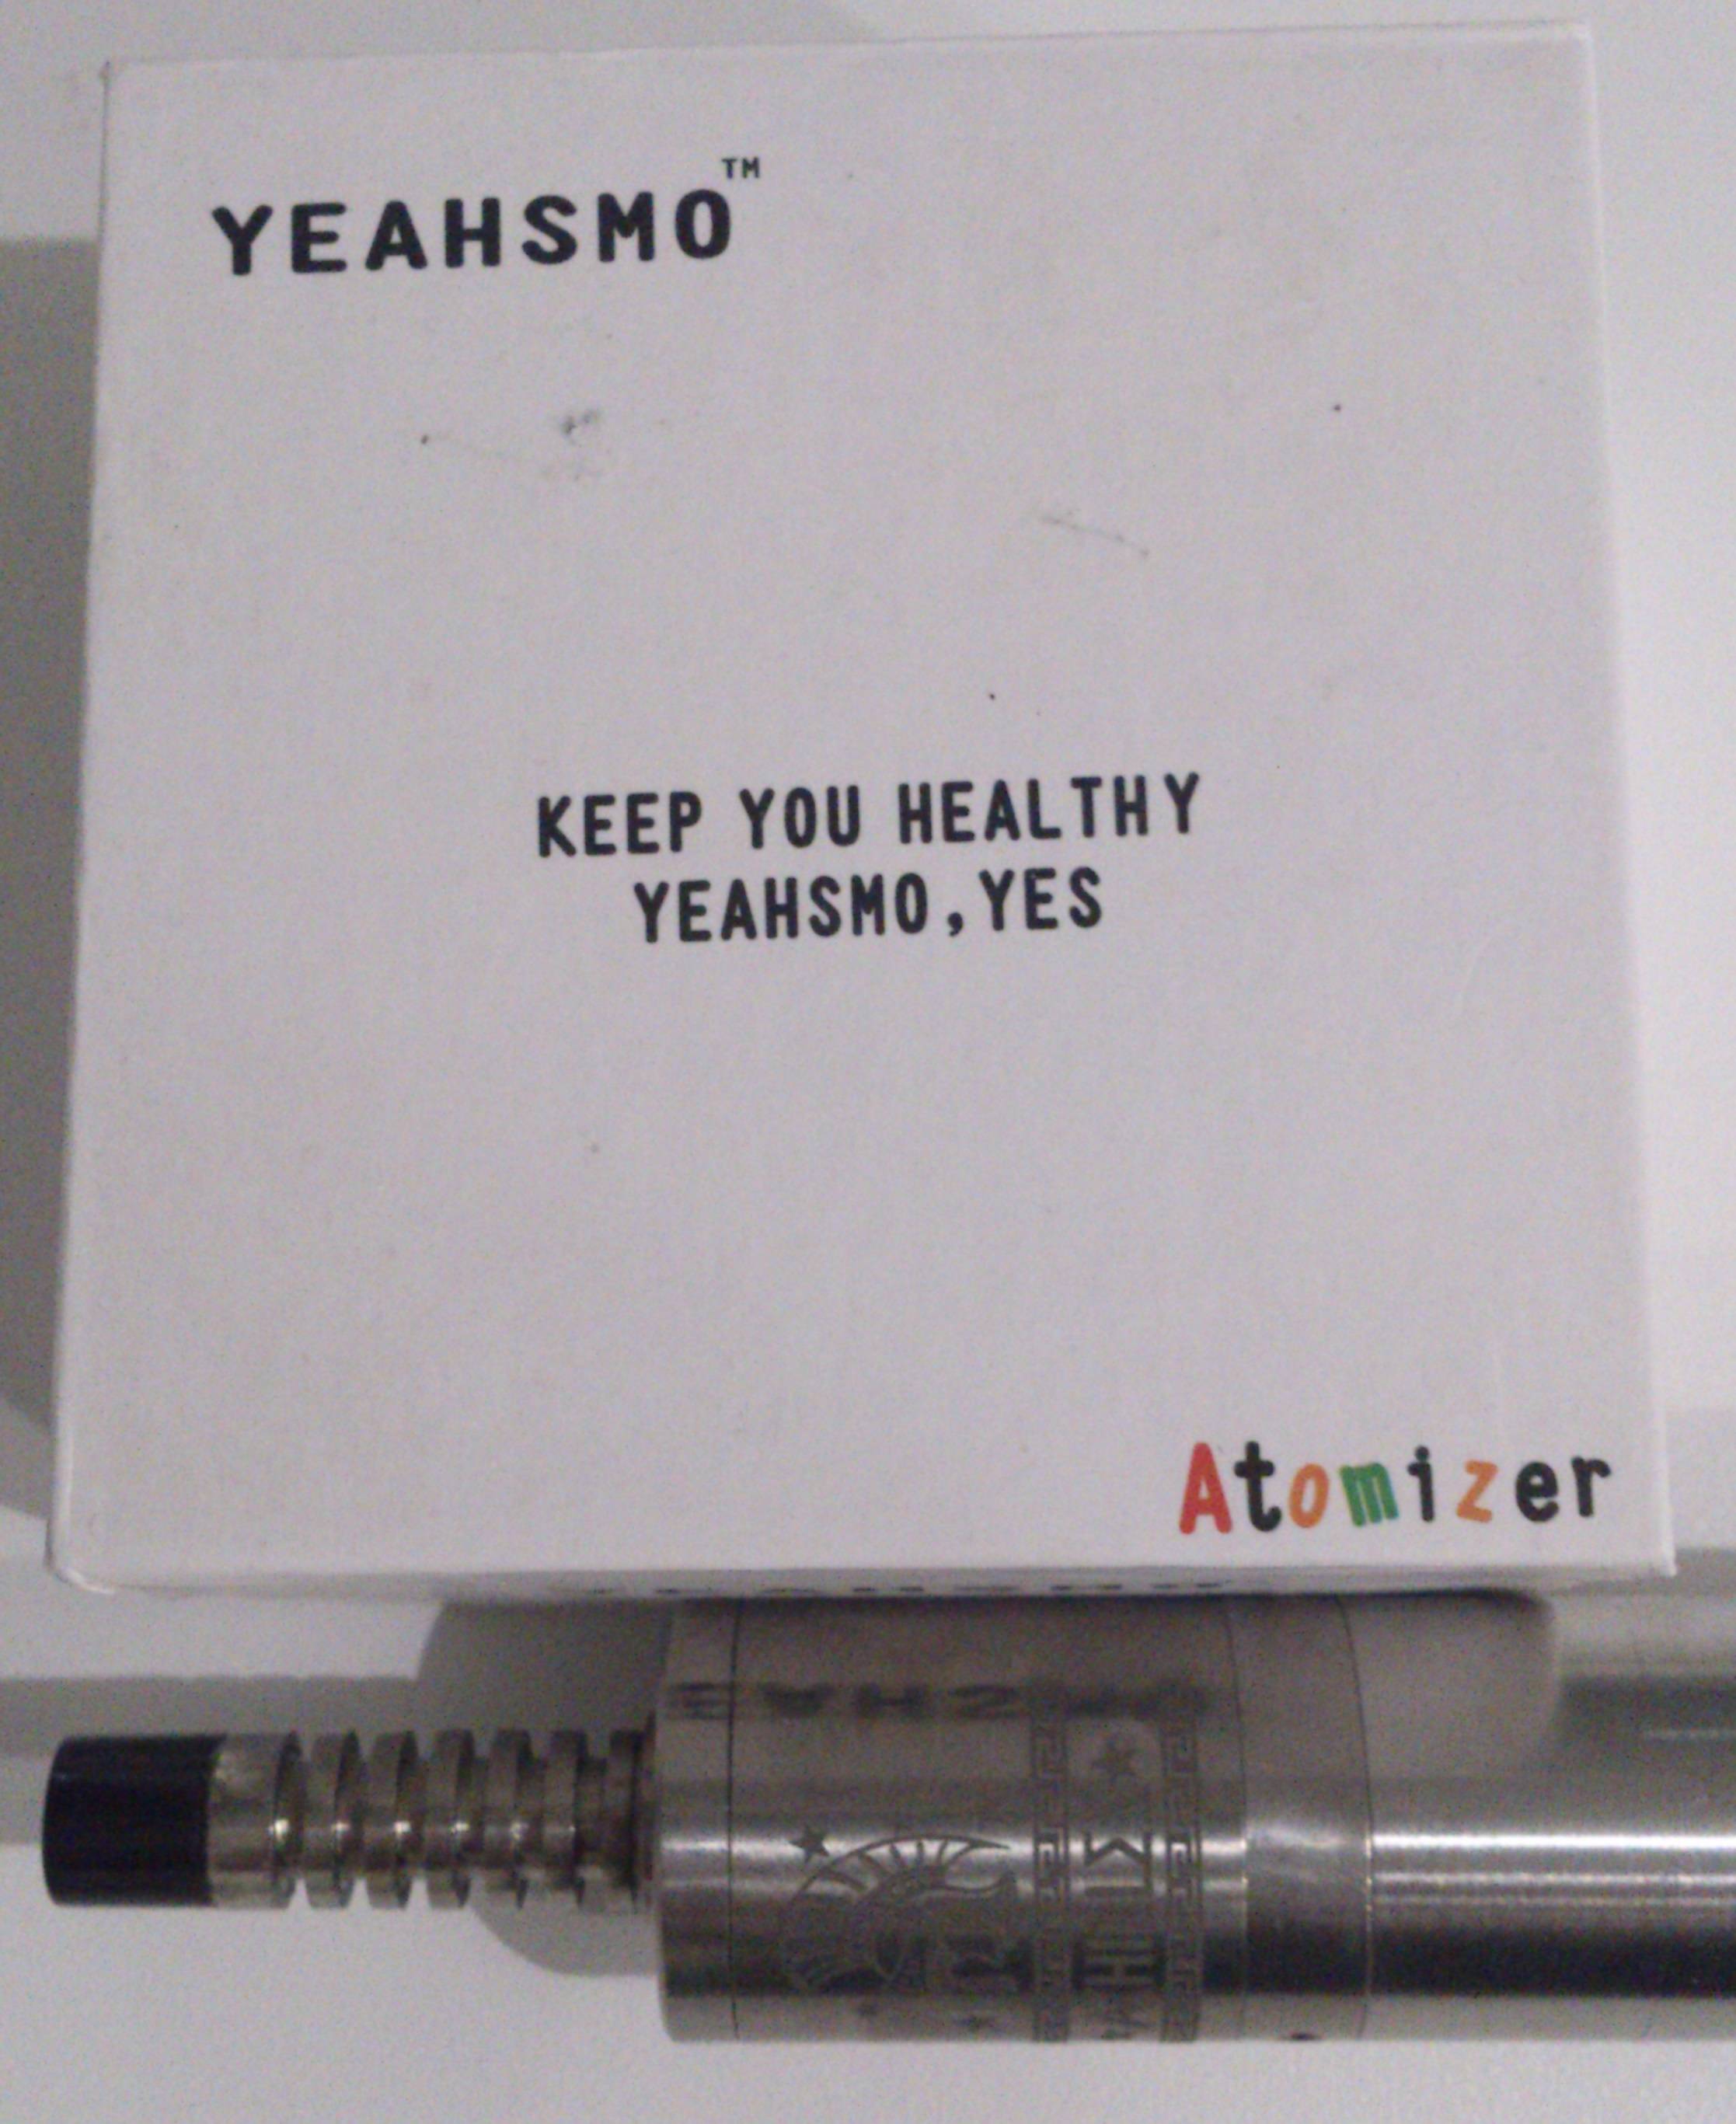 YEAHSMO™
KEEP YOU HEALTHY
YEAHSMO,YES
Atomizer